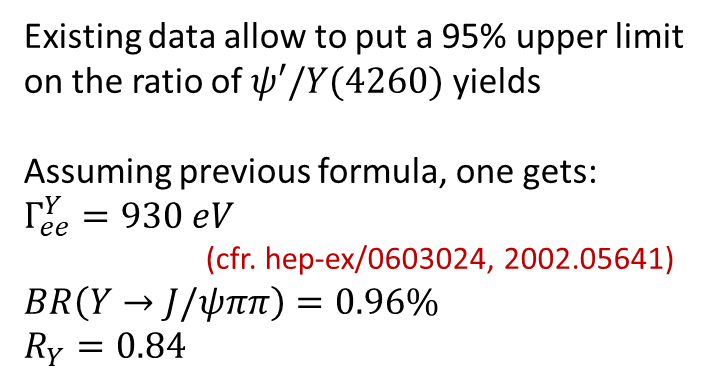 Existing data allow to put a 95% upper limit
on the ratio of ψ′/Y(4260) yields
Assuming previous formula, one gets:
Γ_ee^Y = 930 eV
(cfr. hep-ex/0603024, 2002.05641)
BR(Y → J/ψππ) = 0.96%
R_Y = 0.84